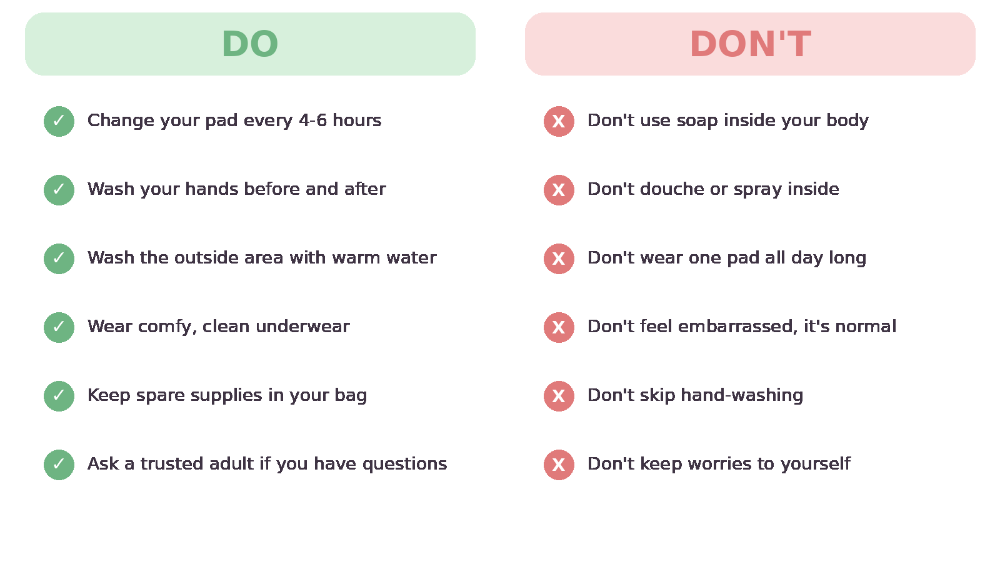 DO
✓ Change your pad every 4-6 hours
✓ Wash your hands before and after
✓ Wash the outside area with warm water
✓ Wear comfy, clean underwear
✓ Keep spare supplies in your bag
✓ Ask a trusted adult if you have questions
DON'T
X Don't use soap inside your body
X Don't douche or spray inside
X Don't wear one pad all day long
X Don't feel embarrassed, it's normal
X Don't skip hand-washing
X Don't keep worries to yourself